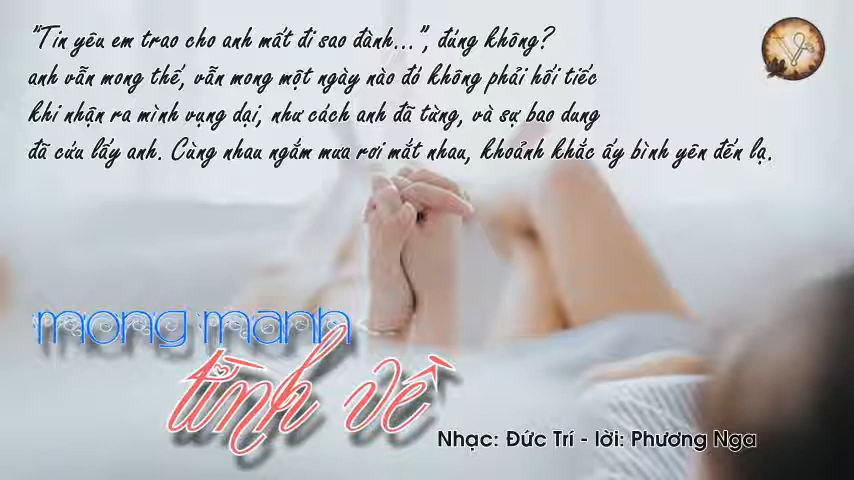 "Tin yêu em trao cho anh mất đi sao đành...", đúng không?
anh vẫn mong thế, vẫn mong một ngày nào đó không phải hối tiếc
khi nhận ra mình vụng dại, như cách anh đã từng, và sự bao dung
đã cứu lấy anh. Cùng nhau ngắm mưa rơi mắt nhau, khoảnh khắc ấy bình yên đến lạ.
mong manh
tình về
Nhạc: Đức Trí - lời: Phương Nga